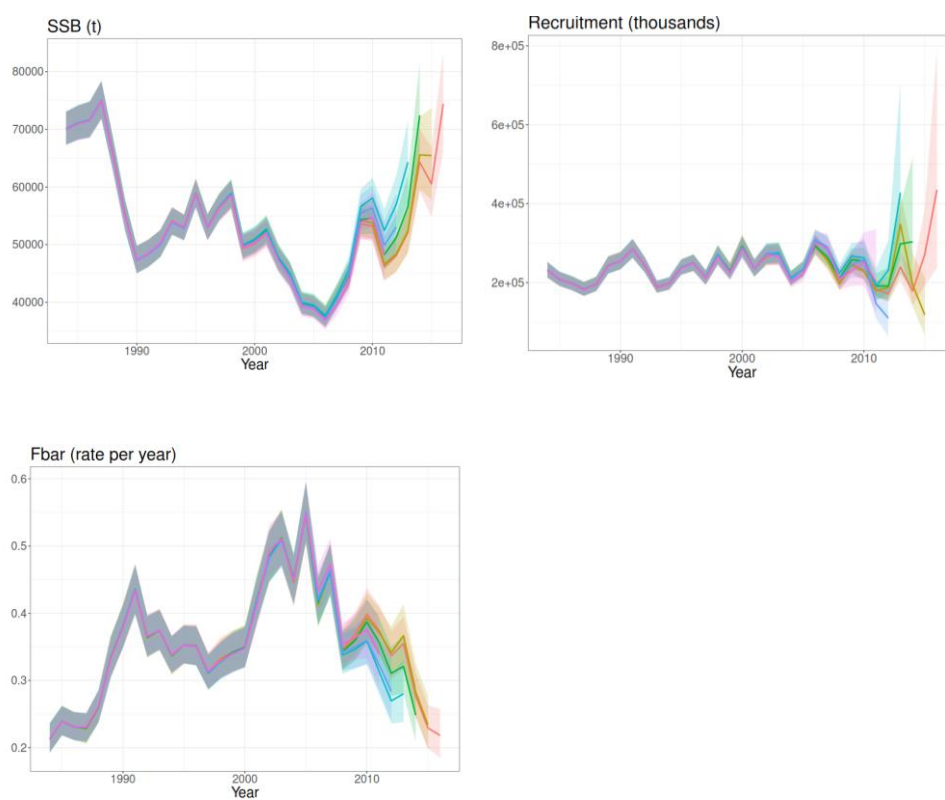 SSB (t)
80000
70000
60000
50000
40000
1990
2000
2010
Year
Recruitment (thousands)
8e+05
6e+05
4e+05
2e+05
1990
2000
2010
Year
Fbar (rate per year)
0.6
0.5
0.4
0.3
0.2
1990
2000
2010
Year